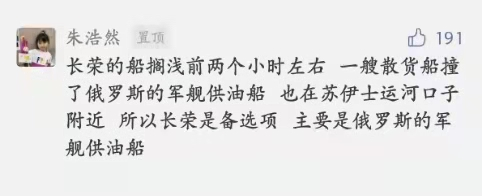 朱浩然 置顶 191
长荣的船搁浅前两个小时左右 一艘散货船撞
了俄罗斯的军舰供油船 也在苏伊士运河口子
附近 所以长荣是备选项 主要是俄罗斯的军
舰供油船